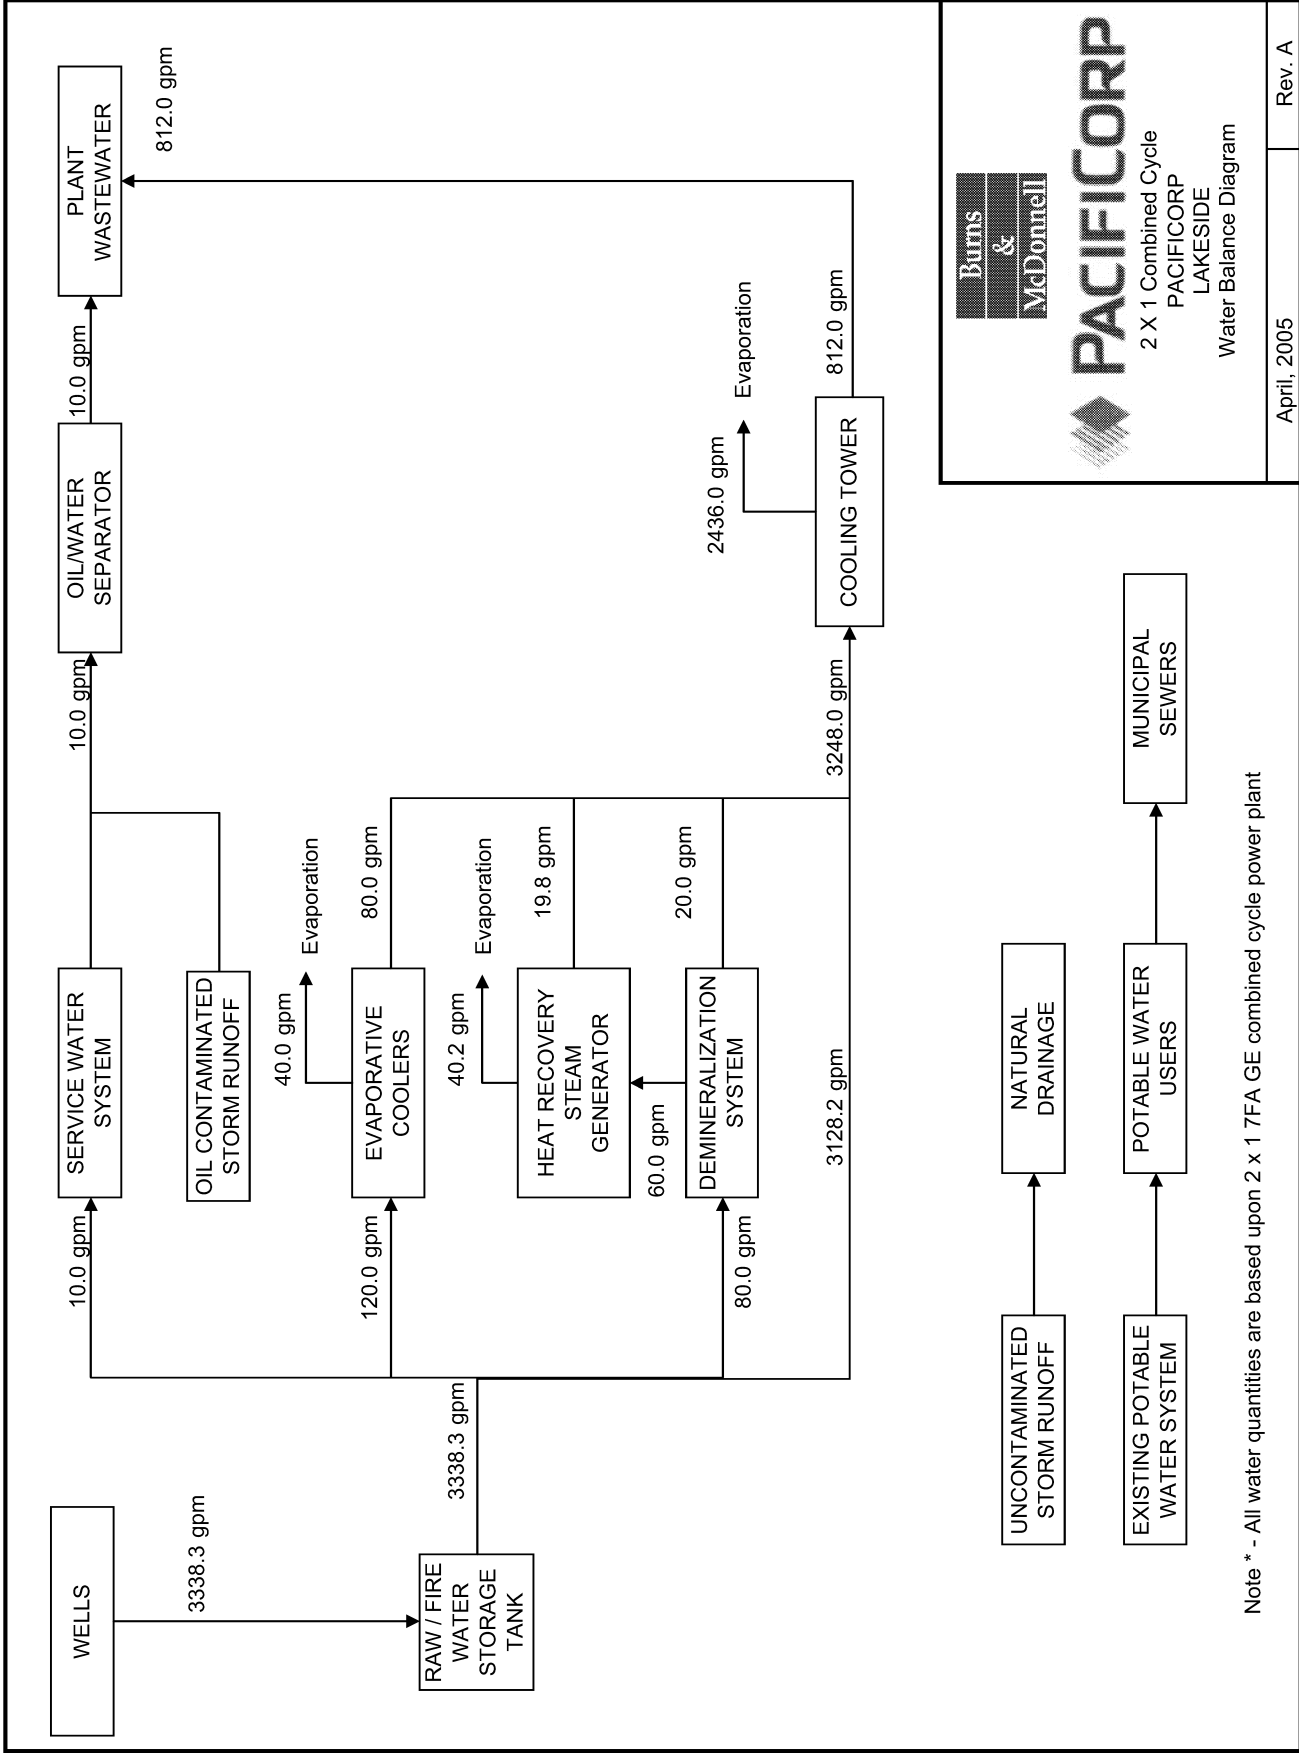 WELLS
3338.3 gpm
RAW / FIRE
WATER
STORAGE
TANK
3338.3 gpm
10.0 gpm
SERVICE WATER
SYSTEM
OIL CONTAMINATED
STORM RUNOFF
10.0 gpm
OIL/WATER
SEPARATOR
10.0 gpm
PLANT
WASTEWATER
812.0 gpm
120.0 gpm
EVAPORATIVE
COOLERS
40.0 gpm
Evaporation
80.0 gpm
HEAT RECOVERY
STEAM
GENERATOR
40.2 gpm
Evaporation
19.8 gpm
60.0 gpm
80.0 gpm
DEMINERALIZATION
SYSTEM
20.0 gpm
3128.2 gpm
3248.0 gpm
COOLING TOWER
2436.0 gpm
Evaporation
812.0 gpm
UNCONTAMINATED
STORM RUNOFF
NATURAL
DRAINAGE
EXISTING POTABLE
WATER SYSTEM
POTABLE WATER
USERS
MUNICIPAL
SEWERS
Note * - All water quantities are based upon 2 x 1 7FA GE combined cycle power plant
Burns
&
McDonnell
PACIFICORP
2 X 1 Combined Cycle
PACIFICORP
LAKESIDE
Water Balance Diagram
April, 2005
Rev. A